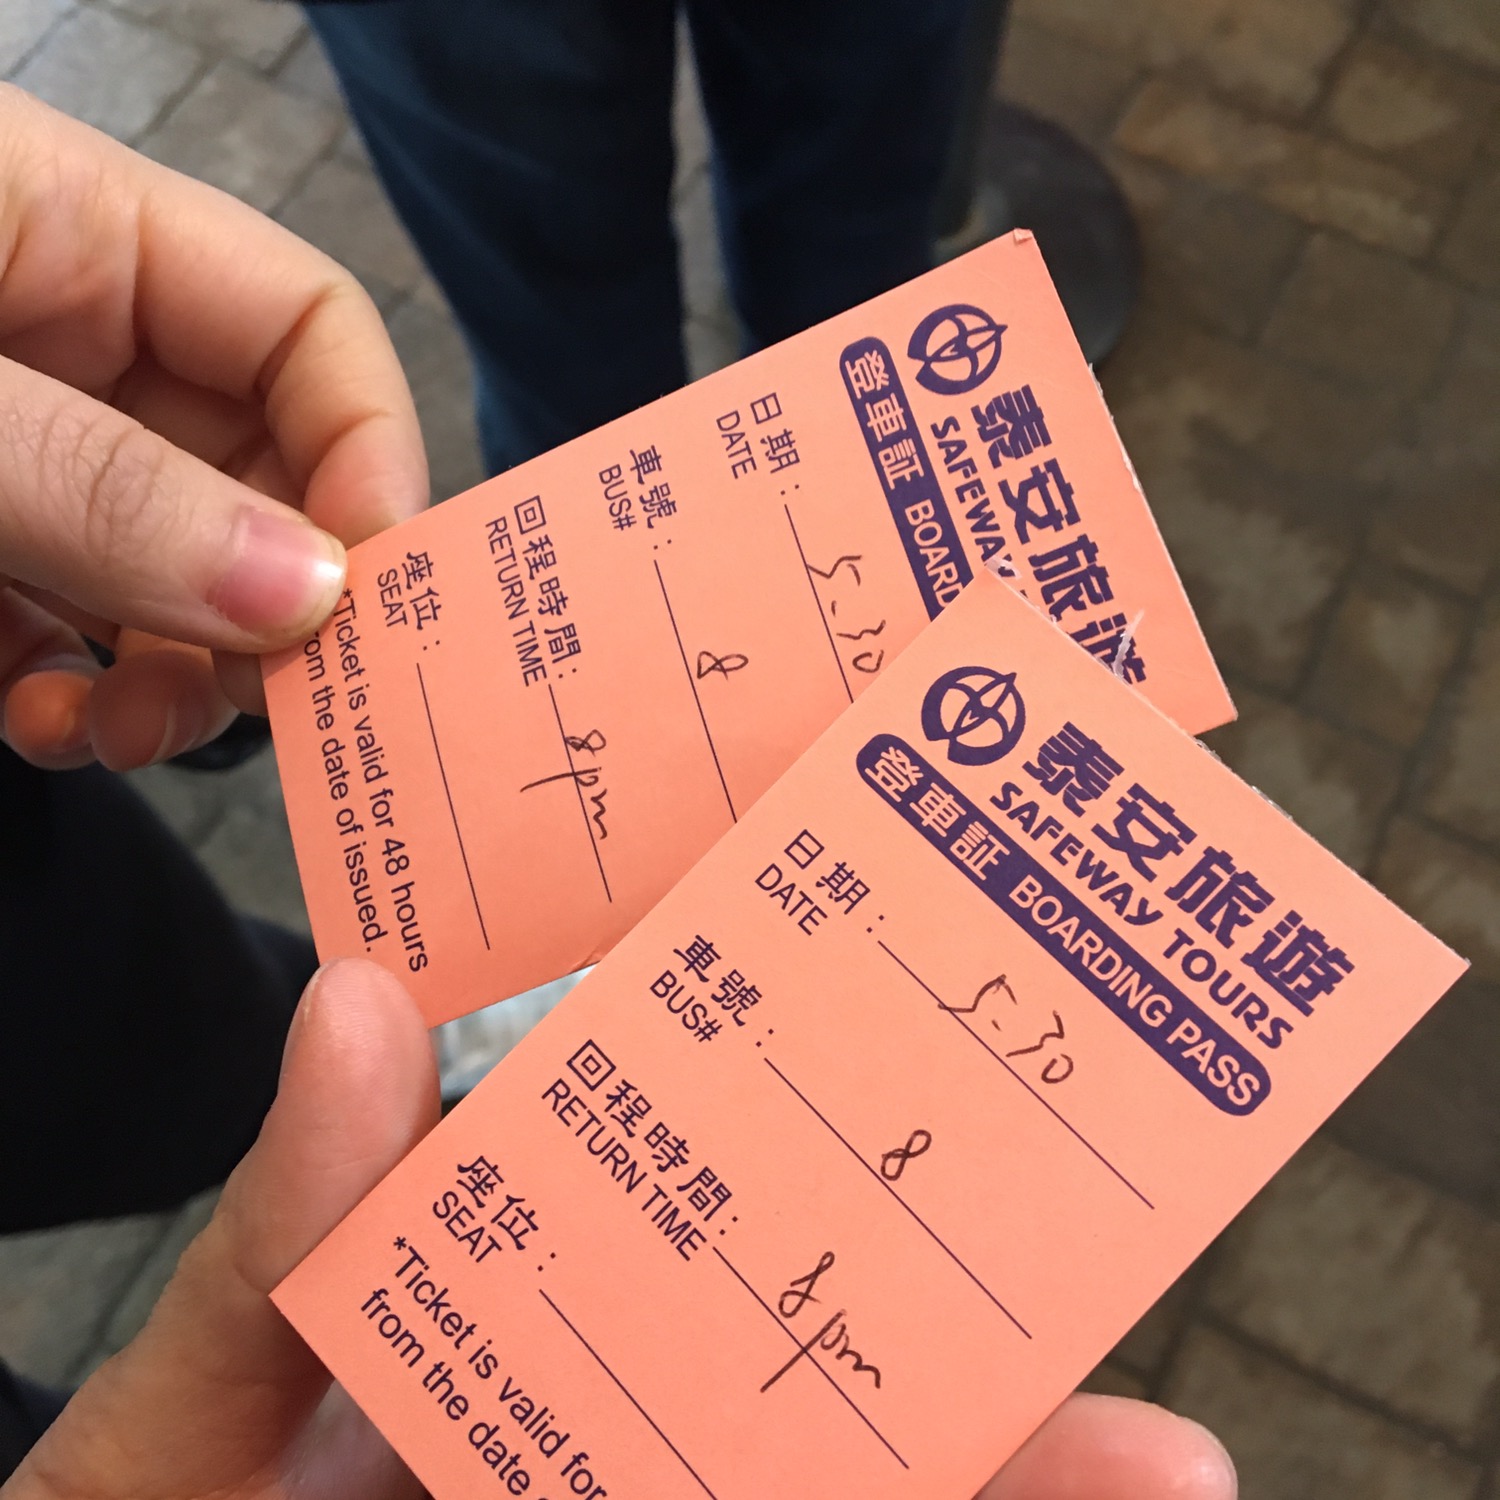 泰安旅遊
SAFEWAY
登車証 BOARD
日期:
DATE
5.30
車號:
BUS#
8
回程時間:
RETURN TIME
8pm
座位:
SEAT
*Ticket is valid for 48 hours
from the date of issued.
泰安旅遊
SAFEWAY TOURS
登車証 BOARDING PASS
日期:
DATE
5.30
車號:
BUS#
8
回程時間:
RETURN TIME
8pm
座位:
SEAT
*Ticket is valid for
from the date